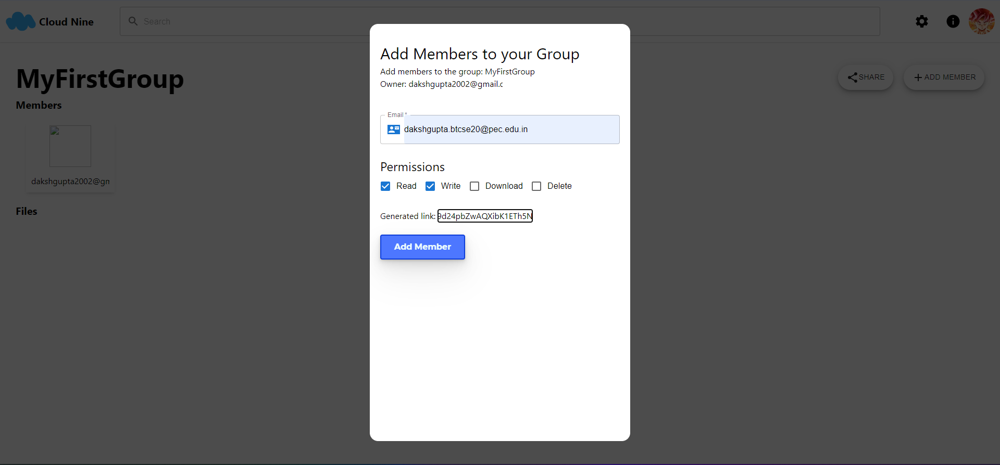 Cloud Nine
Search
MyFirstGroup
SHARE
ADD MEMBER
Members
dakshgupta2002@gm
Files
Add Members to your Group
Add members to the group: MyFirstGroup
Owner: dakshgupta2002@gmail.c
Email *
dakshgupta.btcse20@pec.edu.in
Permissions
Read Write Download Delete
Generated link: 9d24pbZwAQXibK1ETh5N
Add Member